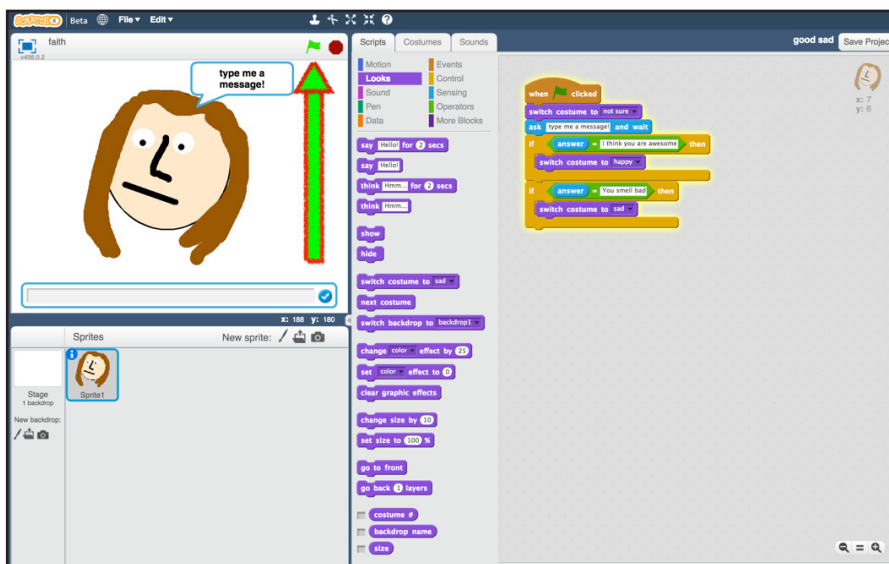 SCRATCHX Beta File▾ Edit▾
faith
v456.0.2
type me a
message!
x: 188 y: 180
Sprites New sprite:
Stage
1 backdrop
New backdrop:
Sprite1
Scripts Costumes Sounds
Motion Events
Looks Control
Sound Sensing
Pen Operators
Data More Blocks
say Hello! for 2 secs
say Hello!
think Hmm... for 2 secs
think Hmm...
show
hide
switch costume to sad
next costume
switch backdrop to backdrop1
change color effect by 25
set color effect to 0
clear graphic effects
change size by 10
set size to 100 %
go to front
go back 1 layers
costume #
backdrop name
size
good sad Save Projec
when clicked
switch costume to not sure
ask type me a message! and wait
if answer = I think you are awesome then
switch costume to happy
if answer = You smell bad then
switch costume to sad
x: 7
y: 6